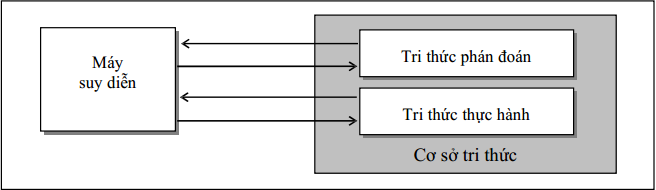 Máy
suy diễn
Tri thức phán đoán
Tri thức thực hành
Cơ sở tri thức